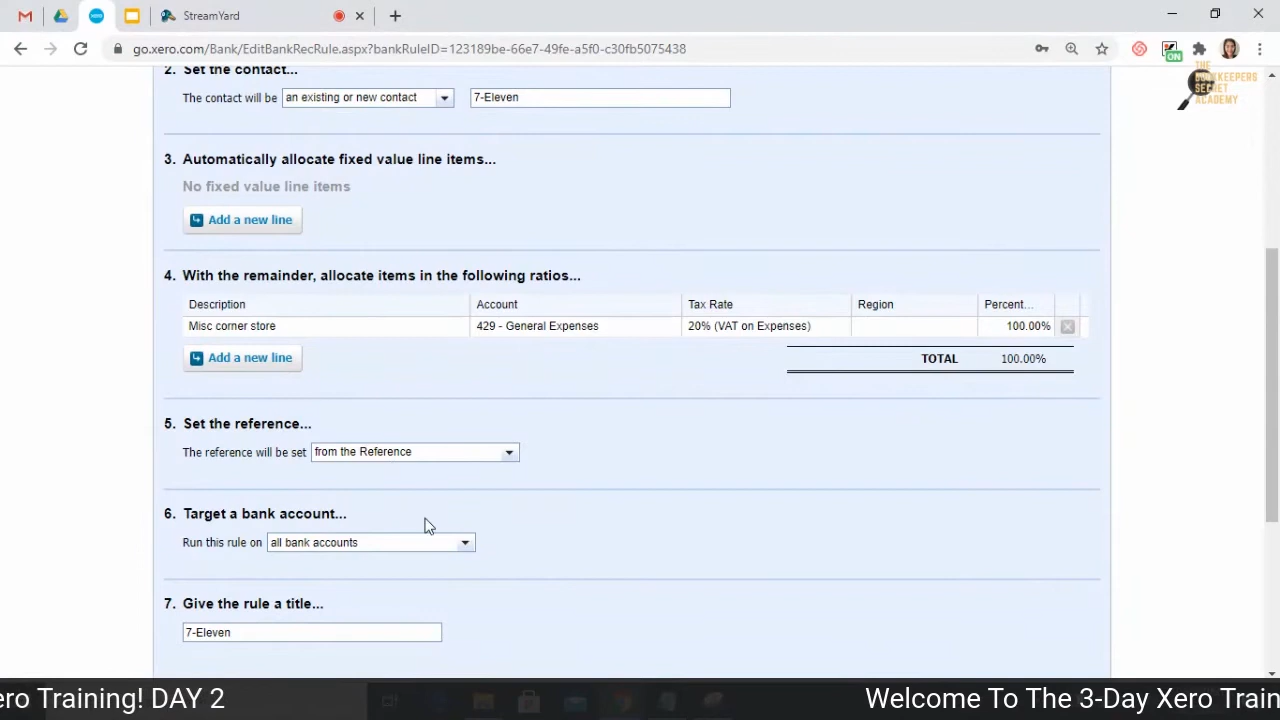 StreamYard
go.xero.com/Bank/EditBankRecRule.aspx?bankRuleID=123189be-66e7-49fe-a5f0-c30fb5075438
ON
THE
BOOKKEEPERS
SECRET
ACADEMY
2. Set the contact...
The contact will be an existing or new contact 7-Eleven
3. Automatically allocate fixed value line items...
No fixed value line items
Add a new line
4. With the remainder, allocate items in the following ratios...
Description Account Tax Rate Region Percent...
Misc corner store 429 - General Expenses 20% (VAT on Expenses) 100.00%
Add a new line TOTAL 100.00%
5. Set the reference...
The reference will be set from the Reference
6. Target a bank account...
Run this rule on all bank accounts
7. Give the rule a title...
7-Eleven
ero Training! DAY 2 Welcome To The 3-Day Xero Train